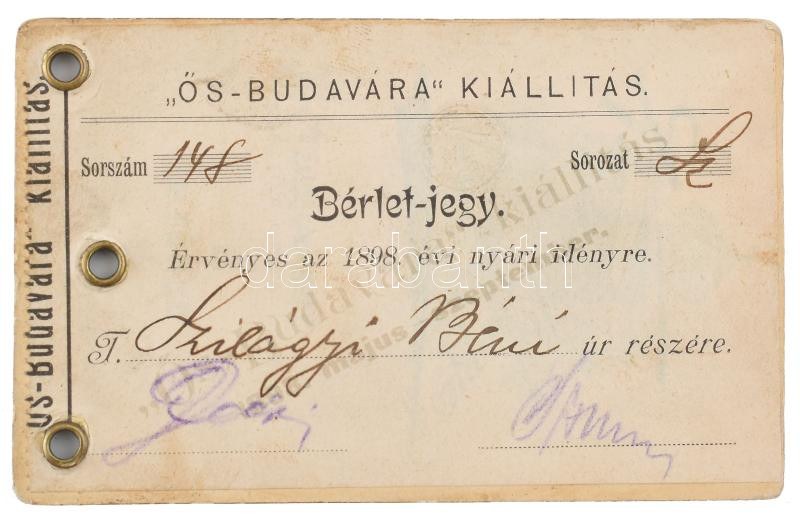 „ŐS-BUDAVÁRA“ KIÁLLITÁS.
Sorszám 148 Sorozat Sz
Bérlet-jegy.
Érvényes az 1898. évi nyári idényre.
T. Szilágyi Béni úr részére.
ŐS-BUDAVÁRA“ KIÁLLITÁS.
darabanth